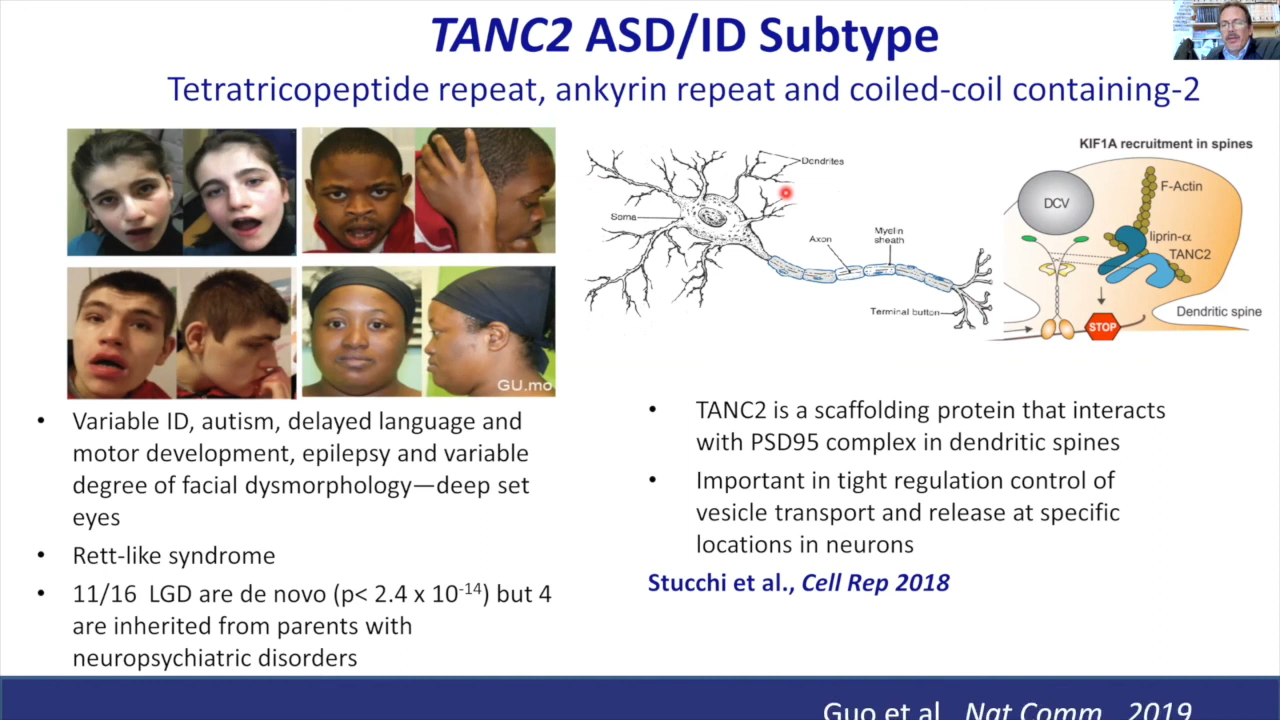 TANC2 ASD/ID Subtype
Tetratricopeptide repeat, ankyrin repeat and coiled-coil containing-2
GU.mo
Dendrites
Soma
Axon
Myelin
sheath
Terminal button
KIF1A recruitment in spines
F-Actin
DCV
liprin-α
TANC2
Dendritic spine
STOP
• Variable ID, autism, delayed language and
motor development, epilepsy and variable
degree of facial dysmorphology—deep set
eyes
• Rett-like syndrome
• 11/16 LGD are de novo (p< 2.4 x 10⁻¹⁴) but 4
are inherited from parents with
neuropsychiatric disorders
• TANC2 is a scaffolding protein that interacts
with PSD95 complex in dendritic spines
• Important in tight regulation control of
vesicle transport and release at specific
locations in neurons
Stucchi et al., Cell Rep 2018
Guo et al., Nat Comm., 2019